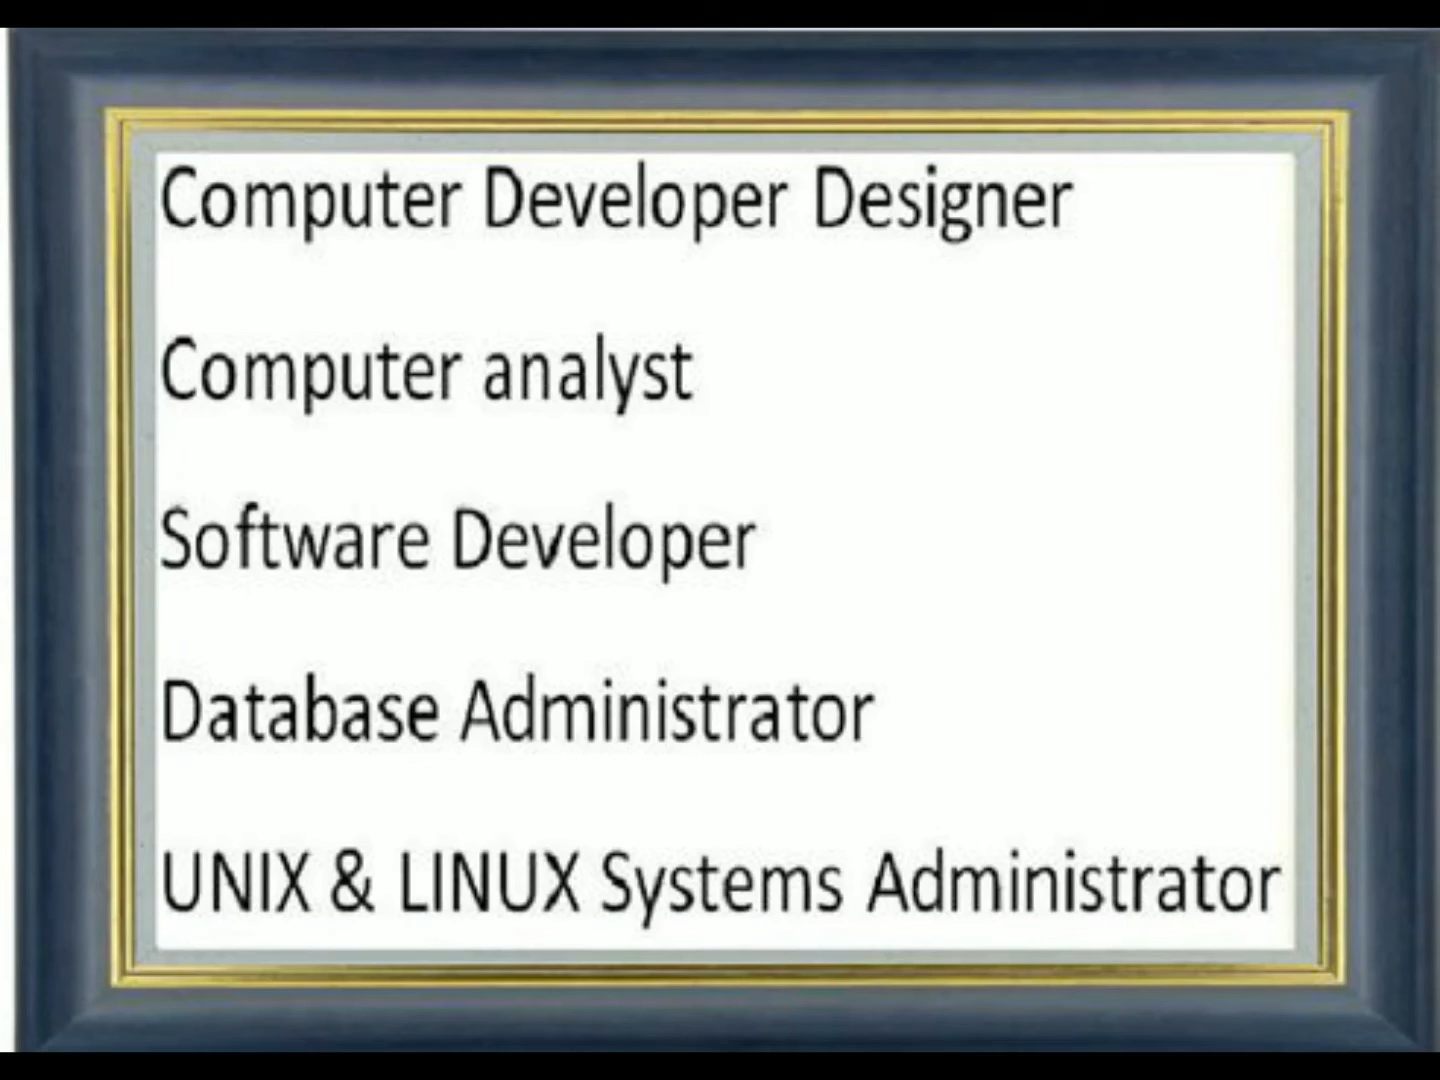 Computer Developer Designer
Computer analyst
Software Developer
Database Administrator
UNIX & LINUX Systems Administrator